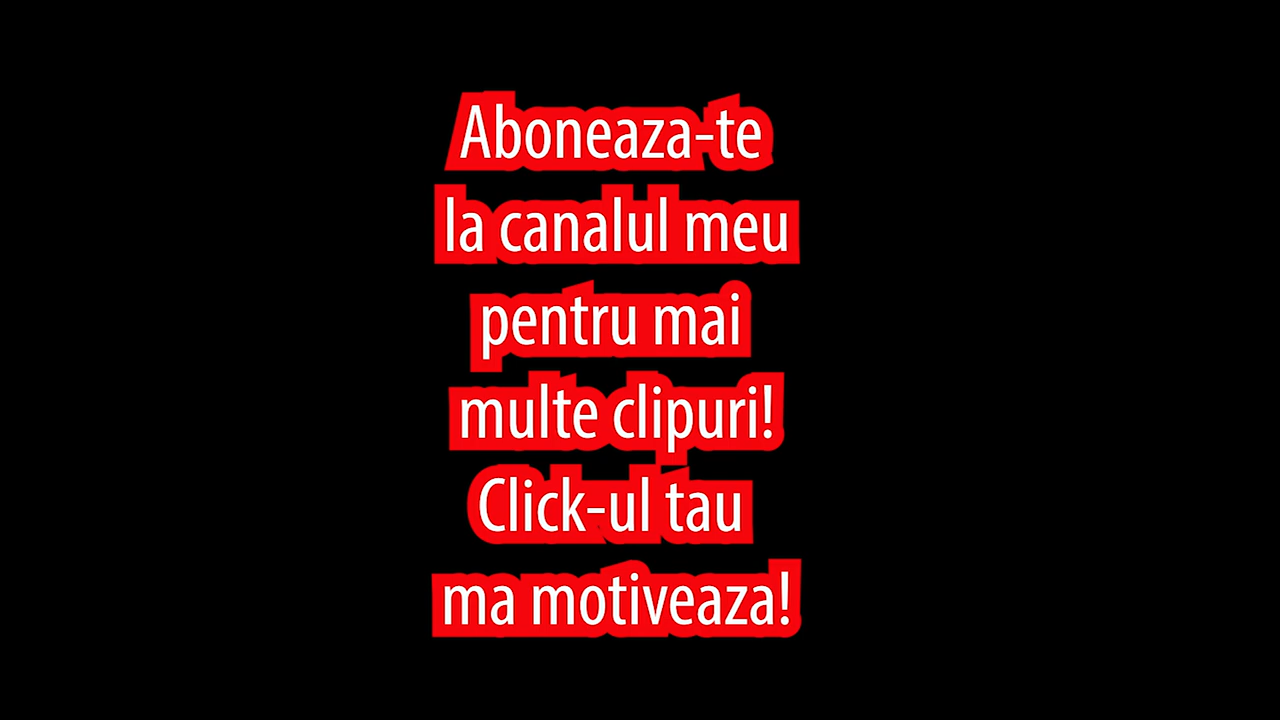 Aboneaza-te
la canalul meu
pentru mai
multe clipuri!
Click-ul tau
ma motiveaza!